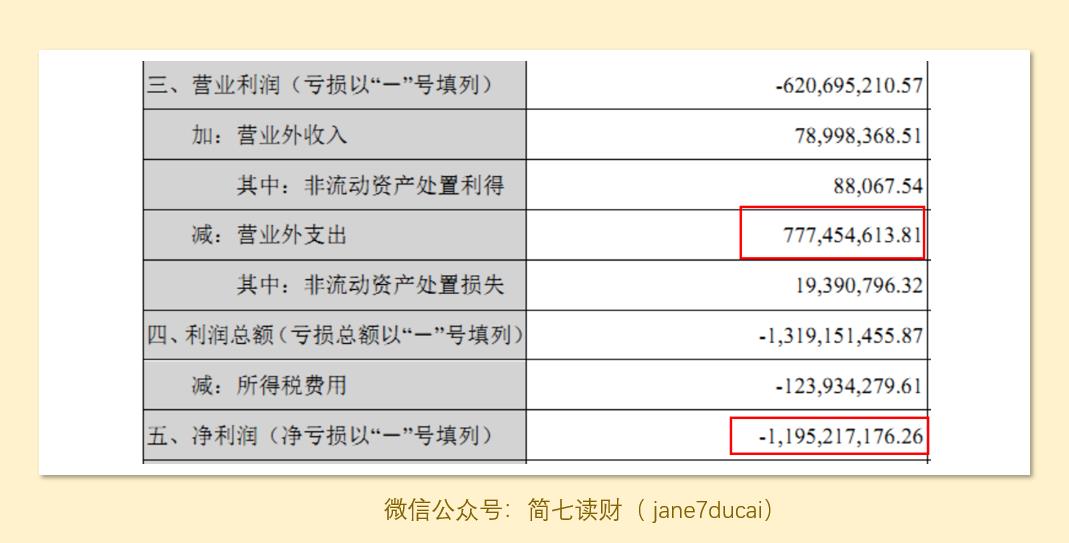 三、营业利润（亏损以“－”号填列） -620,695,210.57
加：营业外收入 78,998,368.51
其中：非流动资产处置利得 88,067.54
减：营业外支出 777,454,613.81
其中：非流动资产处置损失 19,390,796.32
四、利润总额（亏损总额以“－”号填列） -1,319,151,455.87
减：所得税费用 -123,934,279.61
五、净利润（净亏损以“－”号填列） -1,195,217,176.26
微信公众号：简七读财（ jane7ducai）